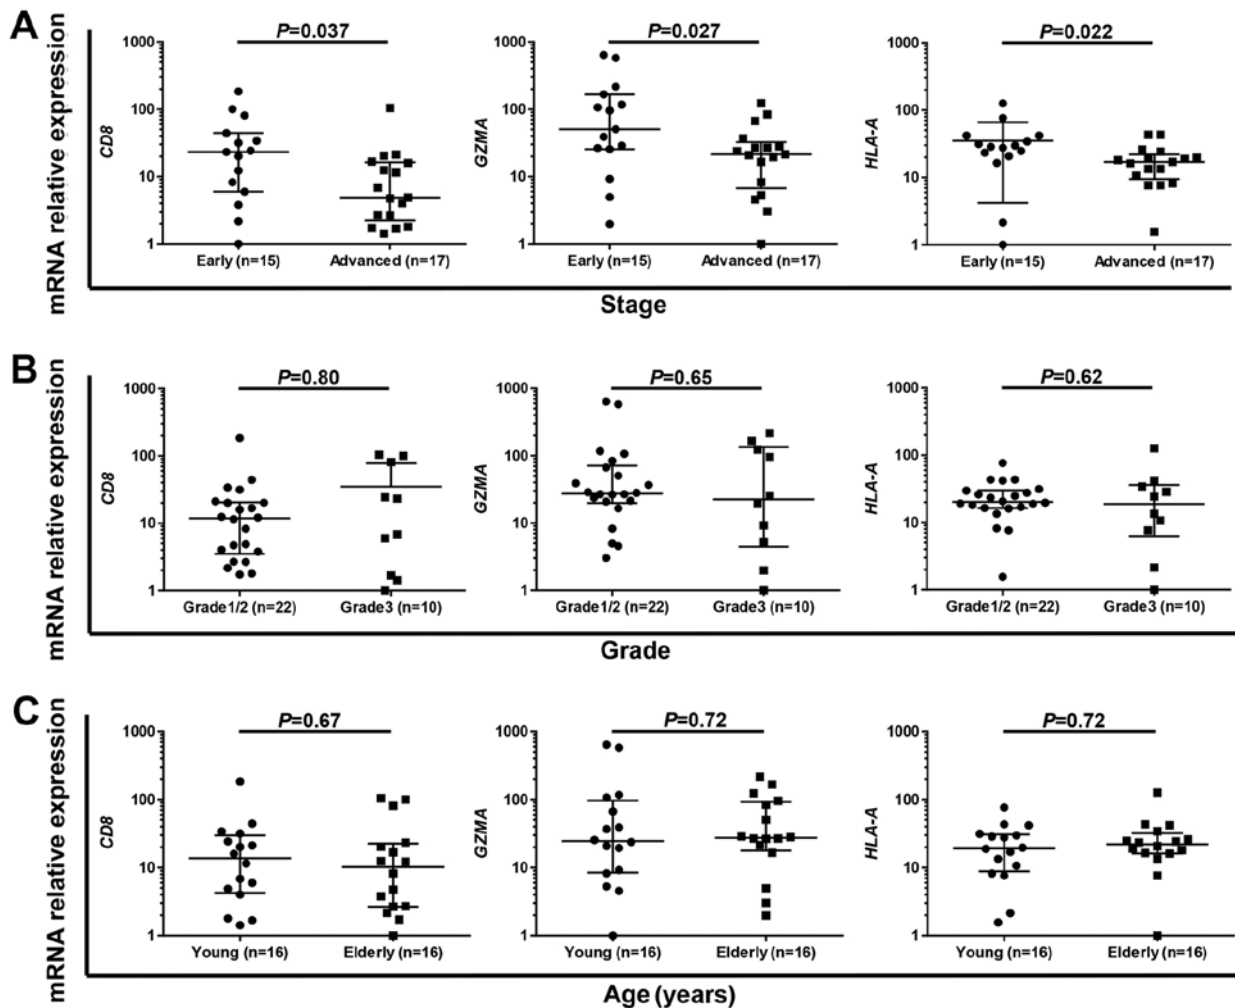 A
mRNA relative expression
P=0.037
CD8
1000
100
10
1
Early (n=15)
Advanced (n=17)
P=0.027
GZMA
1000
100
10
1
Early (n=15)
Advanced (n=17)
P=0.022
HLA-A
1000
100
10
1
Early (n=15)
Advanced (n=17)
Stage
B
mRNA relative expression
P=0.80
CD8
1000
100
10
1
Grade1/2 (n=22)
Grade3 (n=10)
P=0.65
GZMA
1000
100
10
1
Grade1/2 (n=22)
Grade3 (n=10)
P=0.62
HLA-A
1000
100
10
1
Grade1/2 (n=22)
Grade3 (n=10)
Grade
C
mRNA relative expression
P=0.67
CD8
1000
100
10
1
Young (n=16)
Elderly (n=16)
P=0.72
GZMA
1000
100
10
1
Young (n=16)
Elderly (n=16)
P=0.72
HLA-A
1000
100
10
1
Young (n=16)
Elderly (n=16)
Age (years)